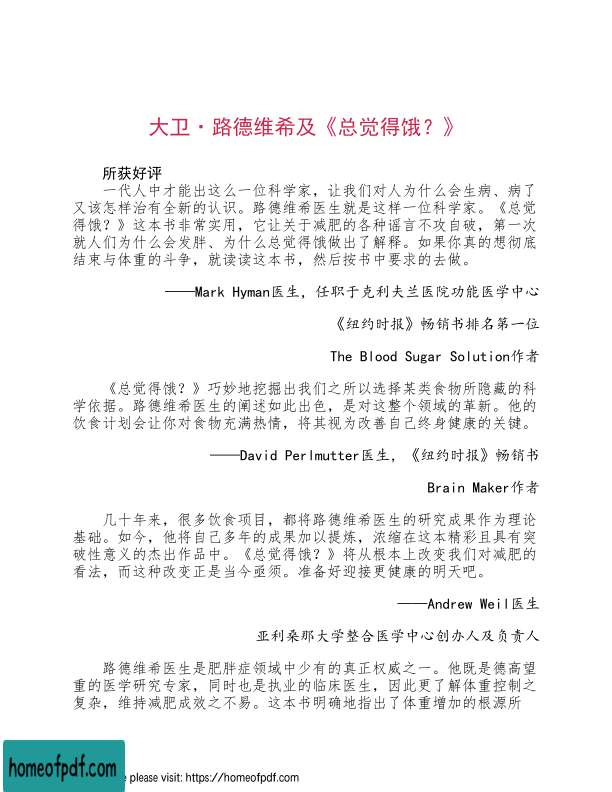 大卫·路德维希及《总觉得饿？》
所获好评
一代人中才能出这么一位科学家，让我们对人为什么会生病、病了
又该怎样治有全新的认识。路德维希医生就是这样一位科学家。《总
觉得饿？》这本书非常实用，它让关于减肥的各种谣言不攻自破，第一次
就人们为什么会发胖、为什么总觉得饿做出了解释。如果你真的想彻底
结束与体重的斗争，就读读这本书，然后按书中要求的去做。
——Mark Hyman医生，任职于克利夫兰医院功能医学中心
《纽约时报》畅销书排名第一位
The Blood Sugar Solution作者
《总觉得饿？》巧妙地挖掘出我们之所以选择某类食物所隐藏的科
学依据。路德维希医生的阐述如此出色，是对这整个领域的革新。他的
饮食计划会让你对食物充满热情，将其视为改善自己终身健康的关键。
——David Perlmutter医生，《纽约时报》畅销书
Brain Maker作者
几十年来，很多饮食项目，都将路德维希医生的研究成果作为理论
基础。如今，他将自己多年的成果加以提炼，浓缩在这本精彩且具有突
破性意义的杰出作品中。《总觉得饿？》将从根本上改变我们对减肥的
看法，而这种改变正是当今亟须。准备好迎接更健康的明天吧。
——Andrew Weil医生
亚利桑那大学整合医学中心创办人及负责人
路德维希医生是肥胖症领域中少有的真正权威之一。他既是德高望
重的医学研究专家，同时也是执业的临床医生，因此更了解体重控制之
复杂，维持减肥成效之不易。这本书明确地指出了体重增加的根源所
homeofpdf.com
please visit: https://homeofpdf.com